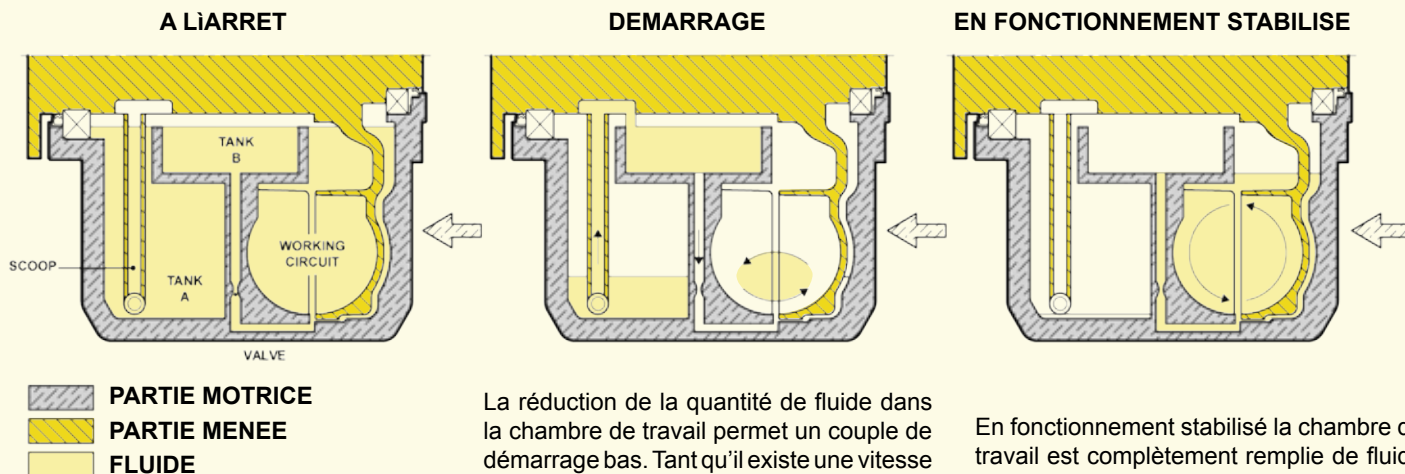 A LìARRET
DEMARRAGE
EN FONCTIONNEMENT STABILISE
TANK
B
WORKING
CIRCUIT
SCOOP
TANK
A
VALVE
PARTIE MOTRICE
PARTIE MENEE
FLUIDE
La réduction de la quantité de fluide dans
la chambre de travail permet un couple de
démarrage bas. Tant qu'il existe une vitesse
En fonctionnement stabilisé la chambre
travail est complètement remplie de